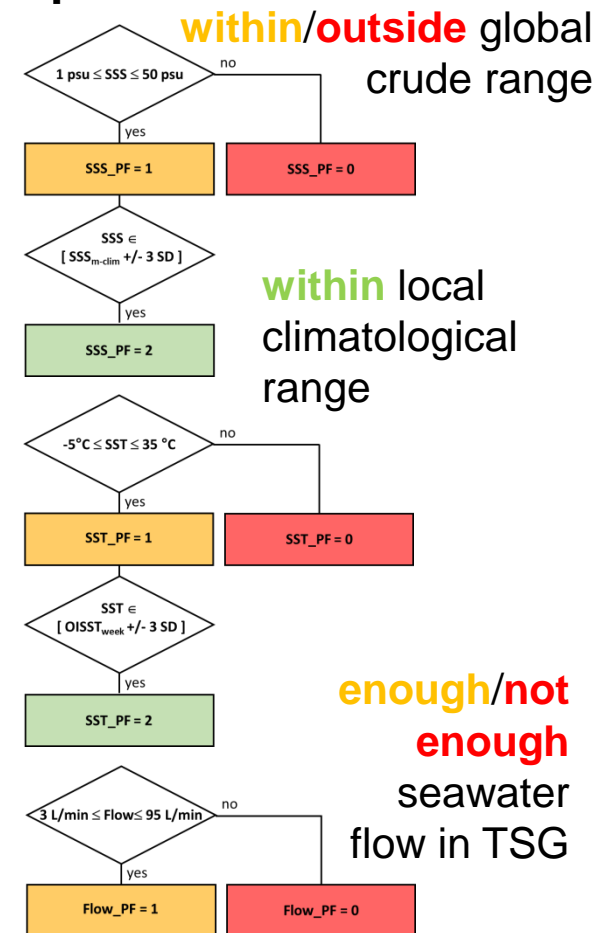 within/outside global
crude range
1 psu ≤ SSS ≤ 50 psu
no
yes
SSS_PF = 1
SSS_PF = 0
SSS ∈
[ SSSm-clim +/- 3 SD ]
yes
SSS_PF = 2
within local
climatological
range
-5°C ≤ SST ≤ 35 °C
no
yes
SST_PF = 1
SST_PF = 0
SST ∈
[ OISSTweek +/- 3 SD ]
yes
SST_PF = 2
enough/not
enough
seawater
flow in TSG
3 L/min ≤ Flow≤ 95 L/min
no
yes
Flow_PF = 1
Flow_PF = 0